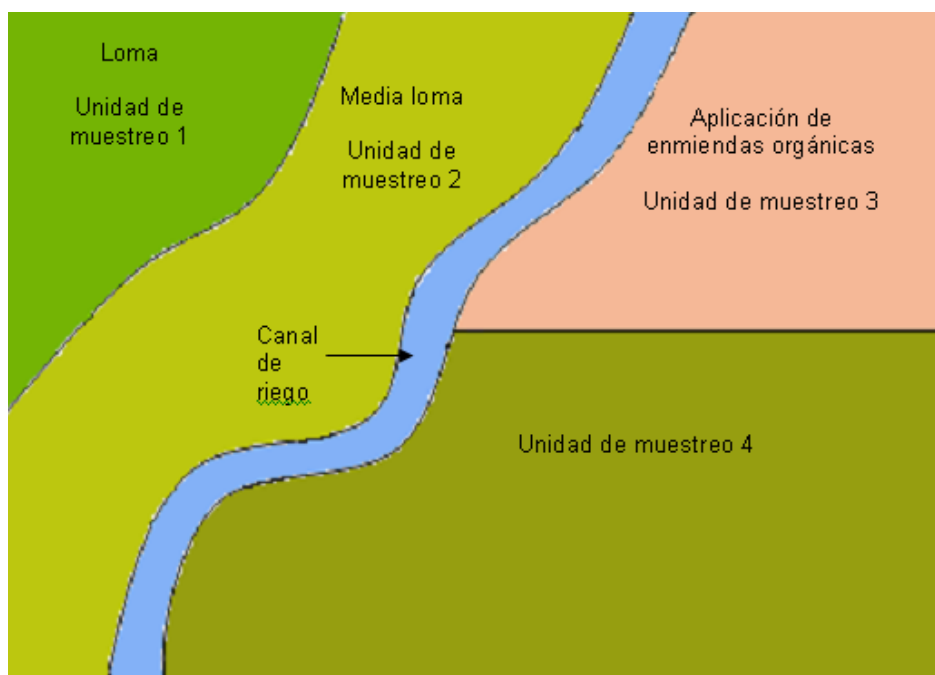 Loma
Unidad de
muestreo 1
Media loma
Unidad de
muestreo 2
Aplicación de
enmiendas orgánicas
Unidad de muestreo 3
Canal
de
riego
Unidad de muestreo 4